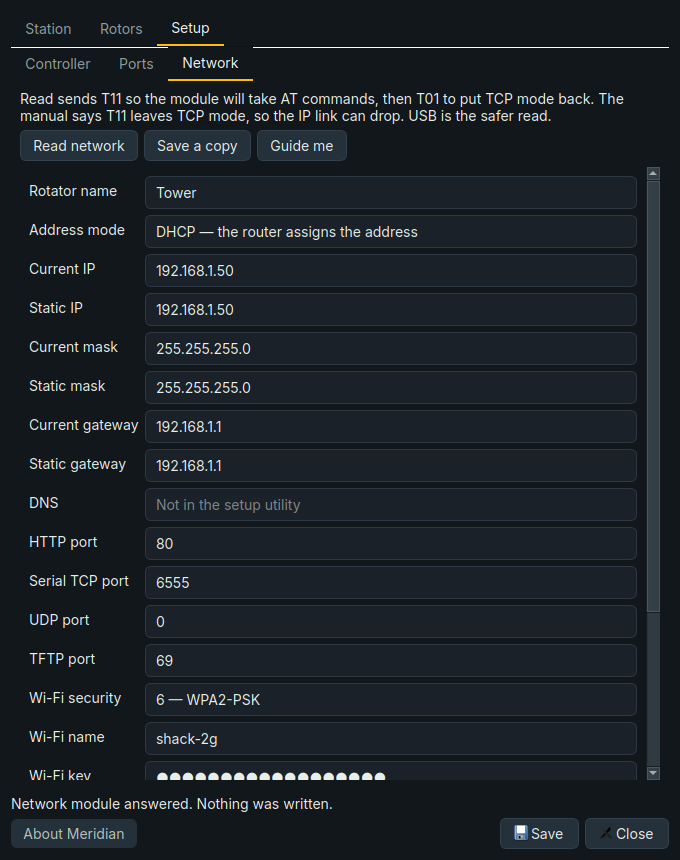 Station Rotors Setup
Controller Ports Network
Read sends T11 so the module will take AT commands, then T01 to put TCP mode back. The
manual says T11 leaves TCP mode, so the IP link can drop. USB is the safer read.
Read network Save a copy Guide me
Rotator name Tower
Address mode DHCP — the router assigns the address
Current IP 192.168.1.50
Static IP 192.168.1.50
Current mask 255.255.255.0
Static mask 255.255.255.0
Current gateway 192.168.1.1
Static gateway 192.168.1.1
DNS Not in the setup utility
HTTP port 80
Serial TCP port 6555
UDP port 0
TFTP port 69
Wi-Fi security 6 — WPA2-PSK
Wi-Fi name shack-2g
Wi-Fi key ●●●●●●●●●●●●●●●●●●
Network module answered. Nothing was written.
About Meridian Save Close